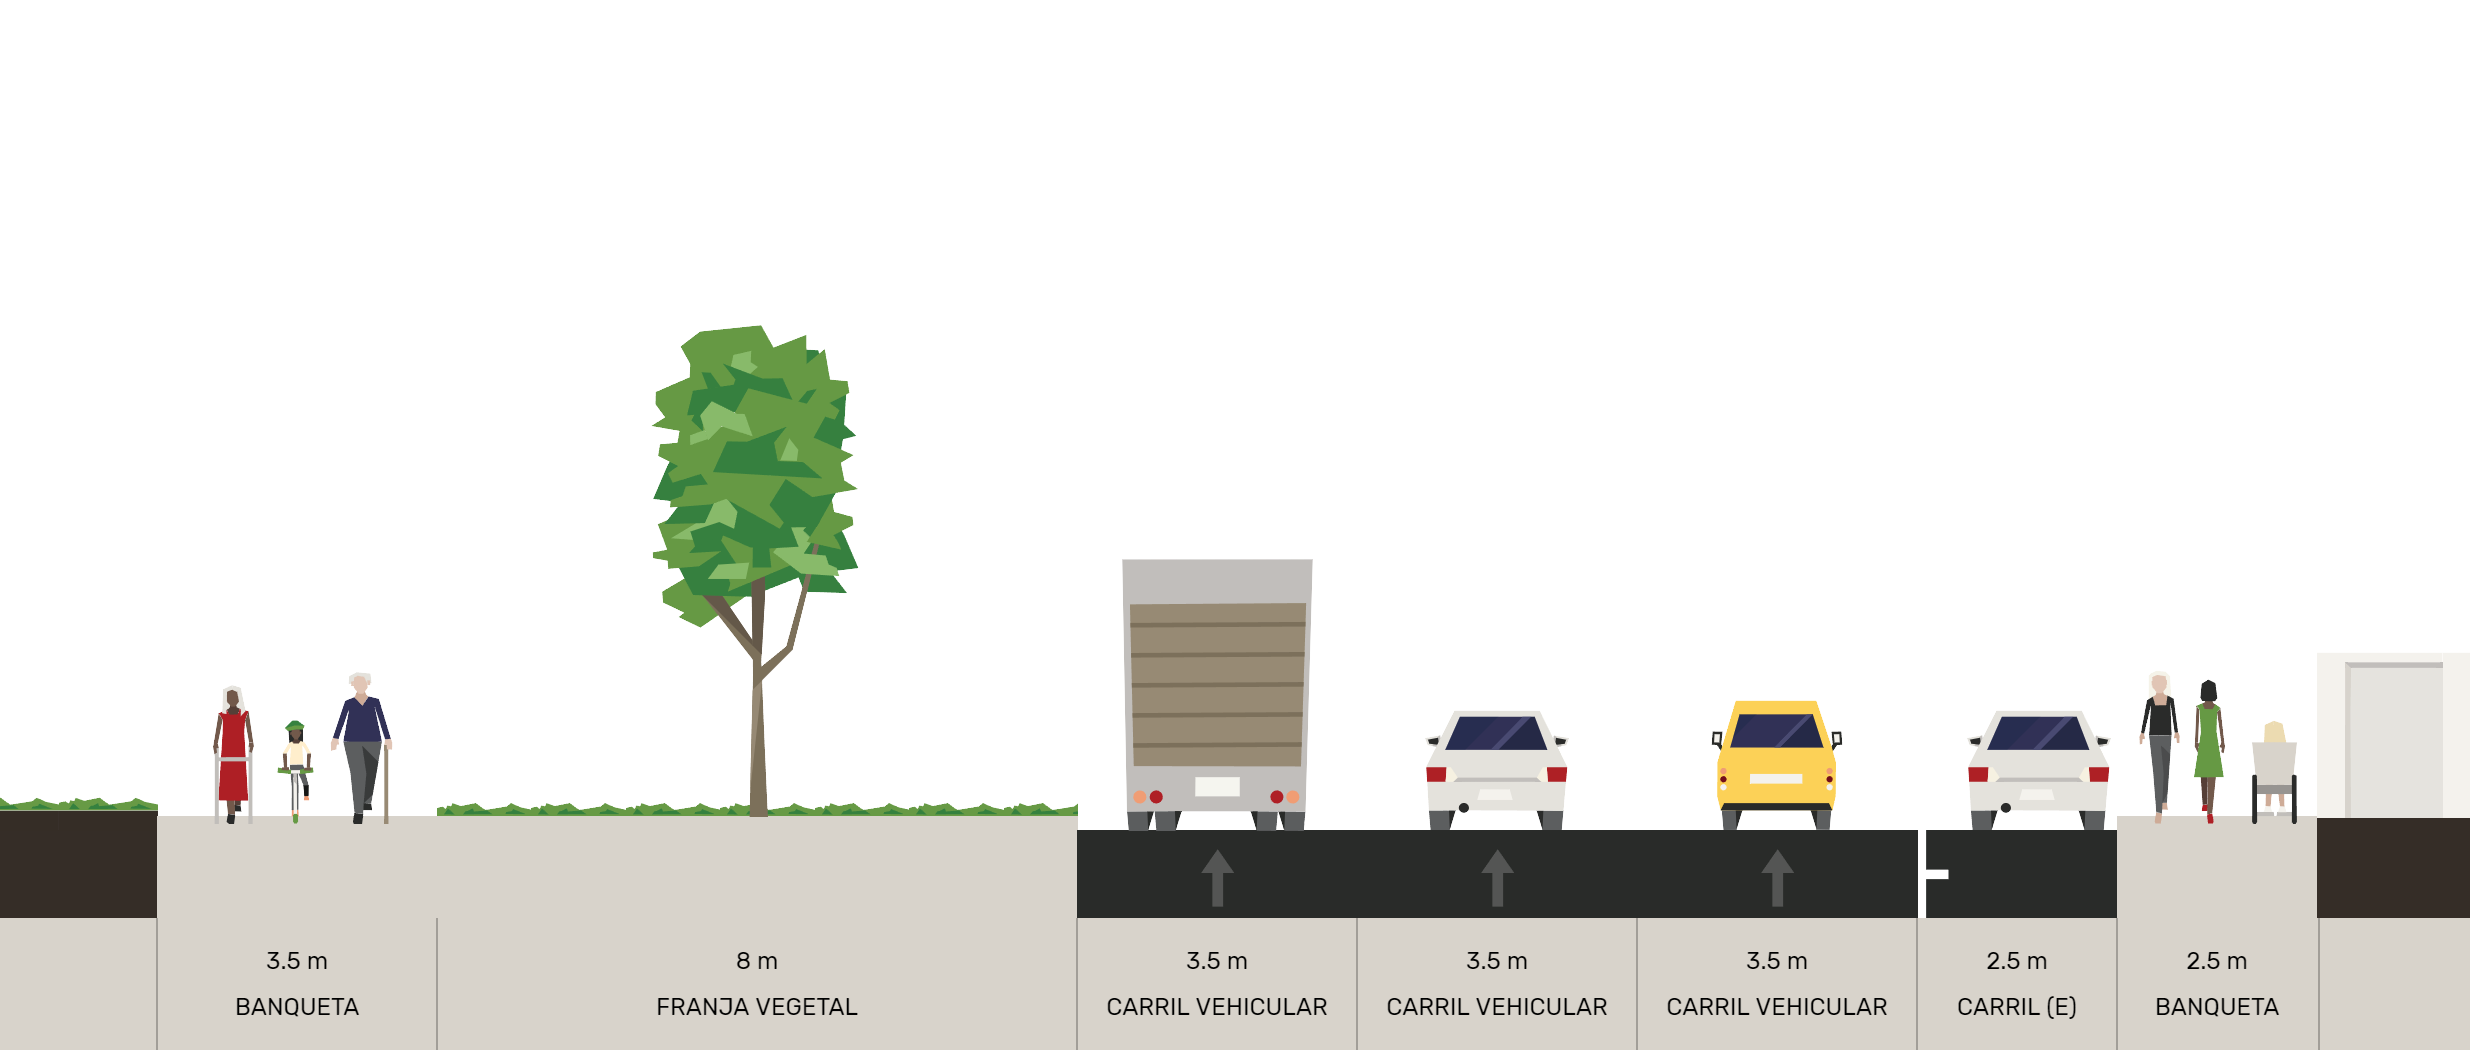 3.5 m
BANQUETA
8 m
FRANJA VEGETAL
3.5 m
CARRIL VEHICULAR
3.5 m
CARRIL VEHICULAR
3.5 m
CARRIL VEHICULAR
2.5 m
CARRIL (E)
2.5 m
BANQUETA